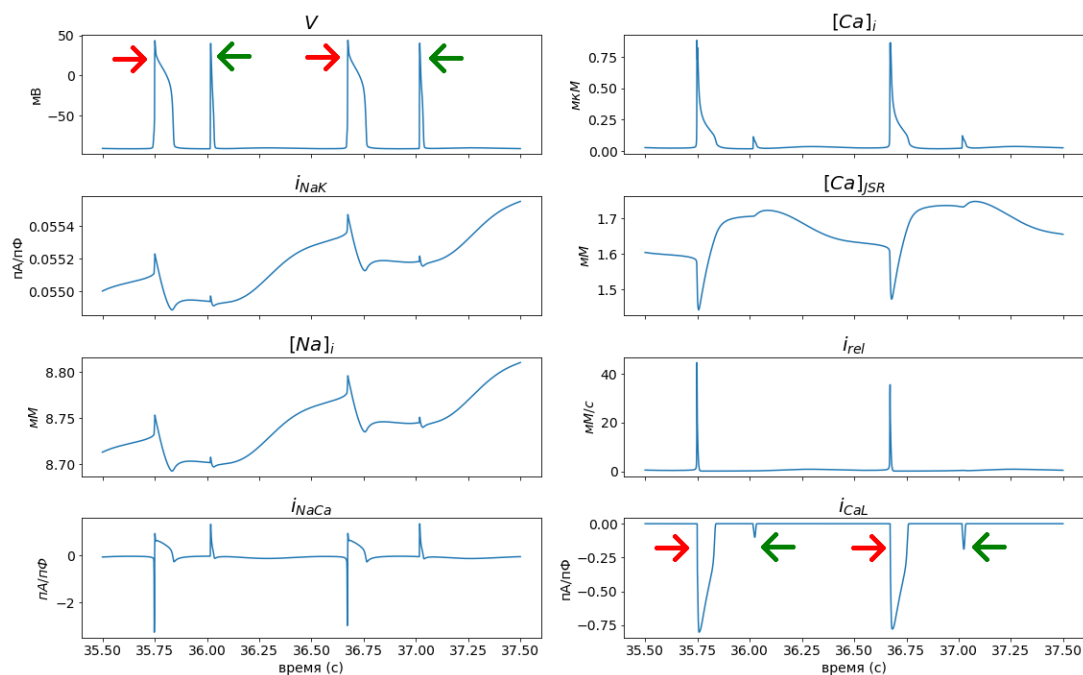 V
50
0
−50
мВ
[Ca]i
0.75
0.50
0.25
0.00
мкМ
iNaK
0.0554
0.0552
0.0550
пА/пФ
[Ca]JSR
1.7
1.6
1.5
мМ
[Na]i
8.80
8.75
8.70
мМ
irel
40
20
0
мМ/с
iNaCa
0
−2
пА/пФ
35.50 35.75 36.00 36.25 36.50 36.75 37.00 37.25 37.50
время (с)
iCaL
0.00
−0.25
−0.50
−0.75
пА/пФ
35.50 35.75 36.00 36.25 36.50 36.75 37.00 37.25 37.50
время (с)